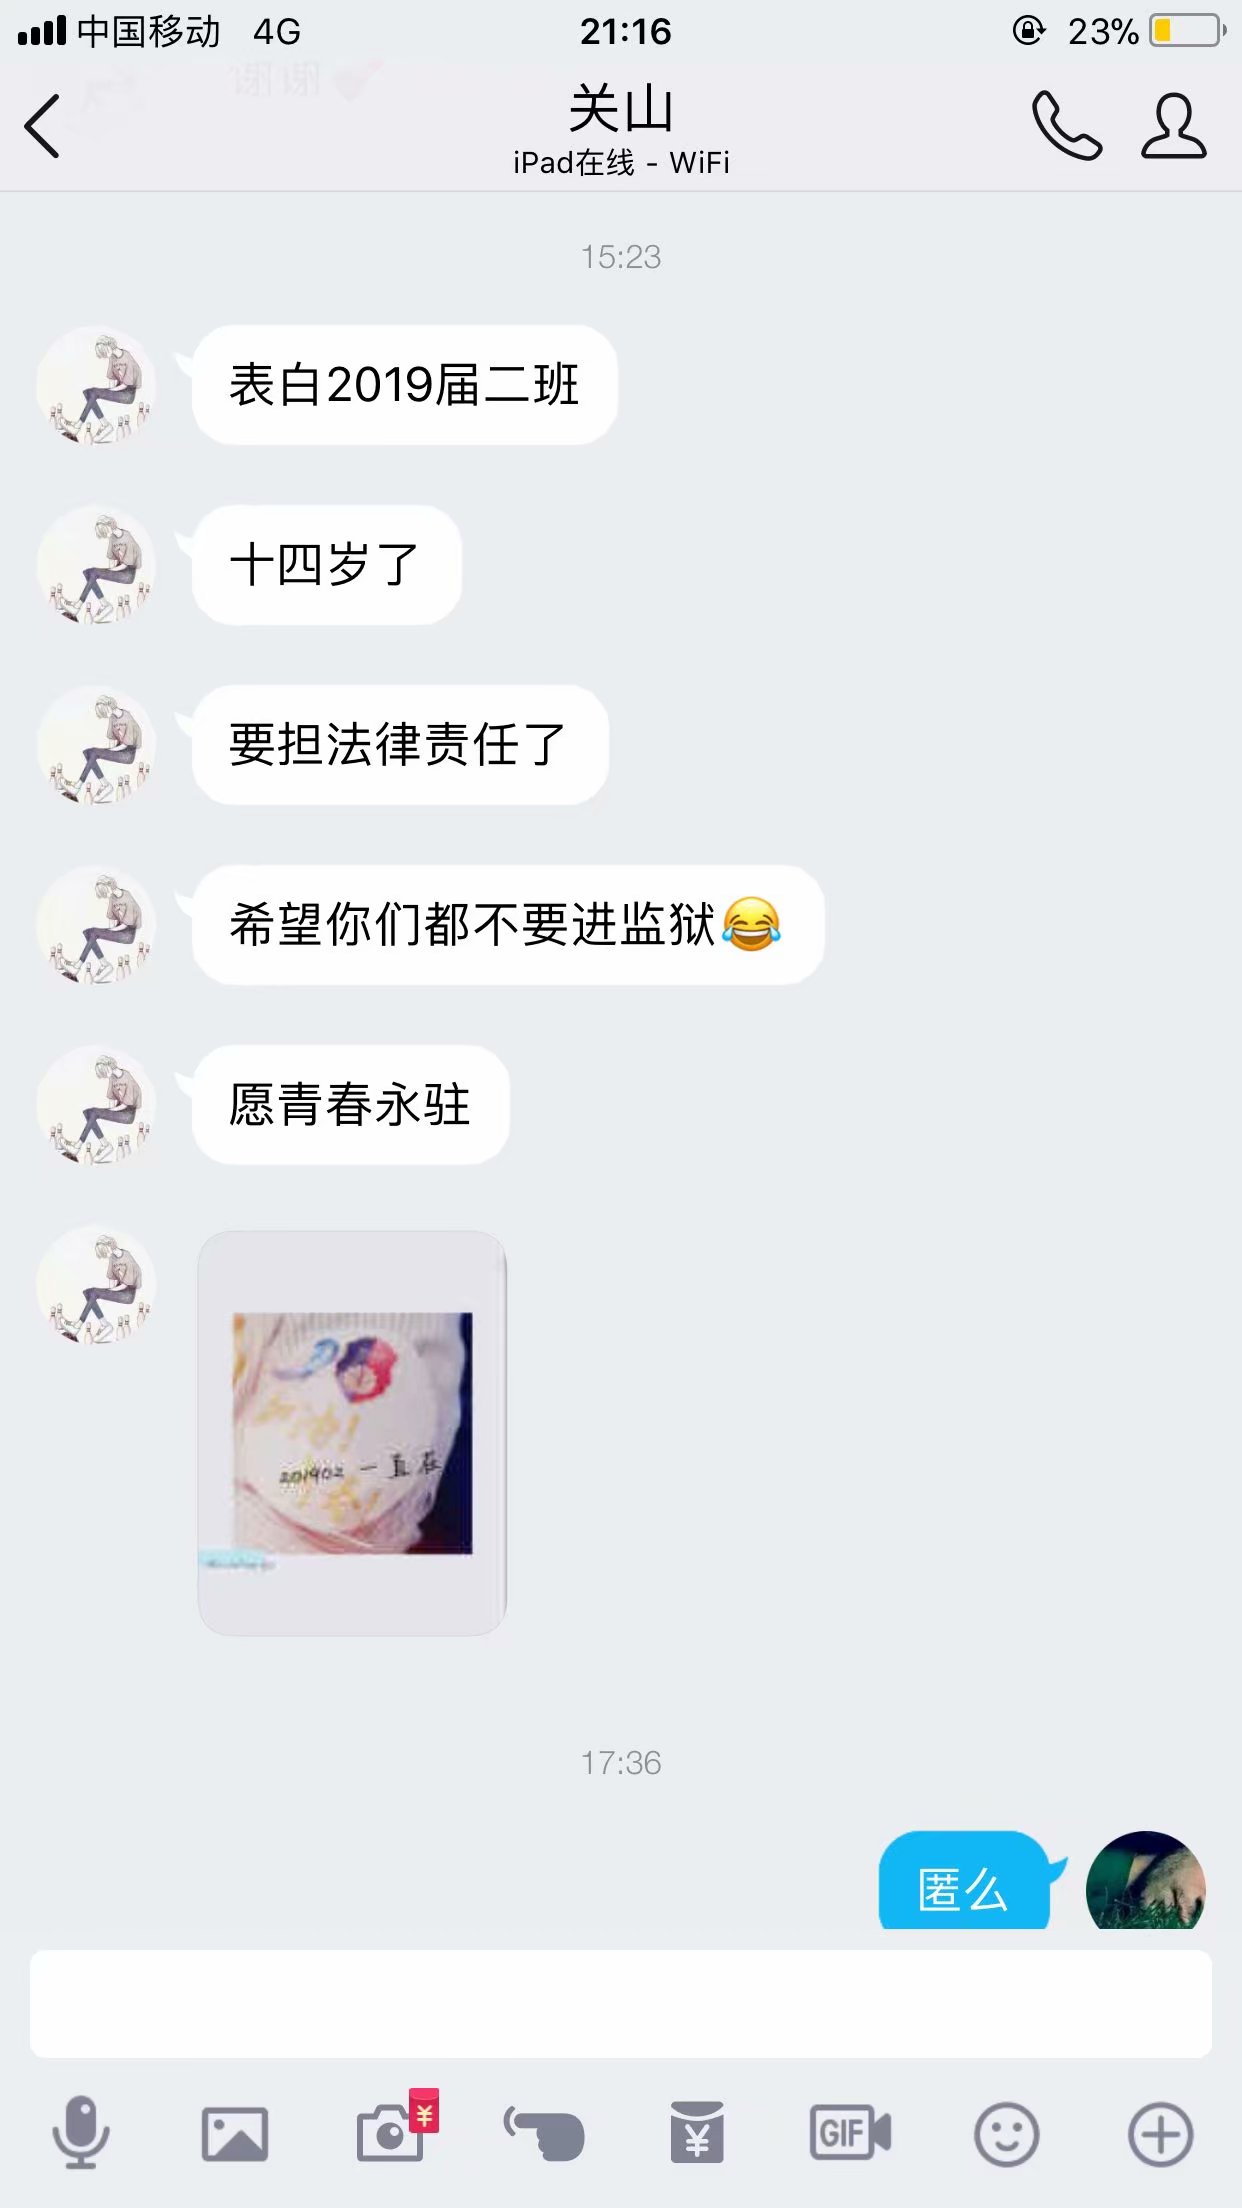 中国移动 4G 21:16 23%
谢谢
关山
iPad在线 - WiFi
15:23
表白2019届二班
十四岁了
要担法律责任了
希望你们都不要进监狱😂
愿青春永驻
201902 一直在
17:36
匿么
¥
¥
GIF